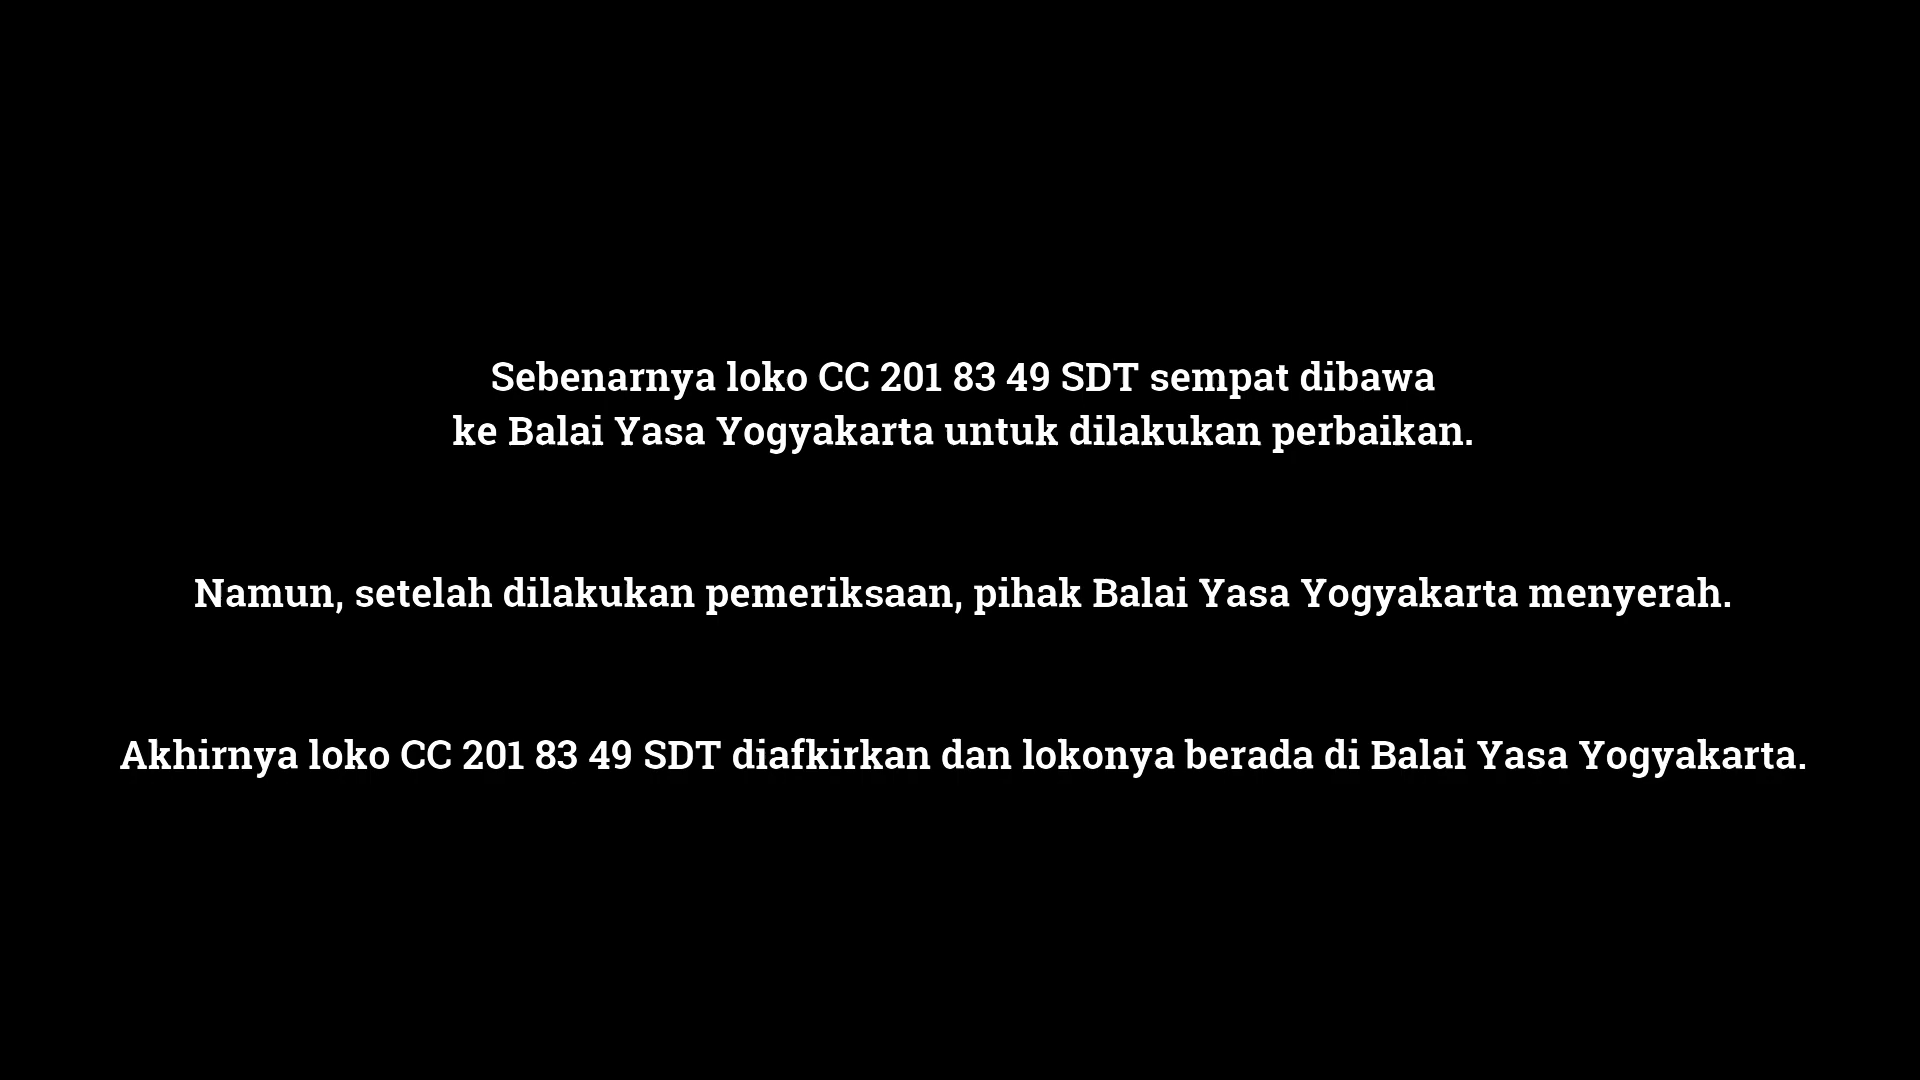 Sebenarnya loko CC 201 83 49 SDT sempat dibawa
ke Balai Yasa Yogyakarta untuk dilakukan perbaikan.
Namun, setelah dilakukan pemeriksaan, pihak Balai Yasa Yogyakarta menyerah.
Akhirnya loko CC 201 83 49 SDT diafkirkan dan lokonya berada di Balai Yasa Yogyakarta.